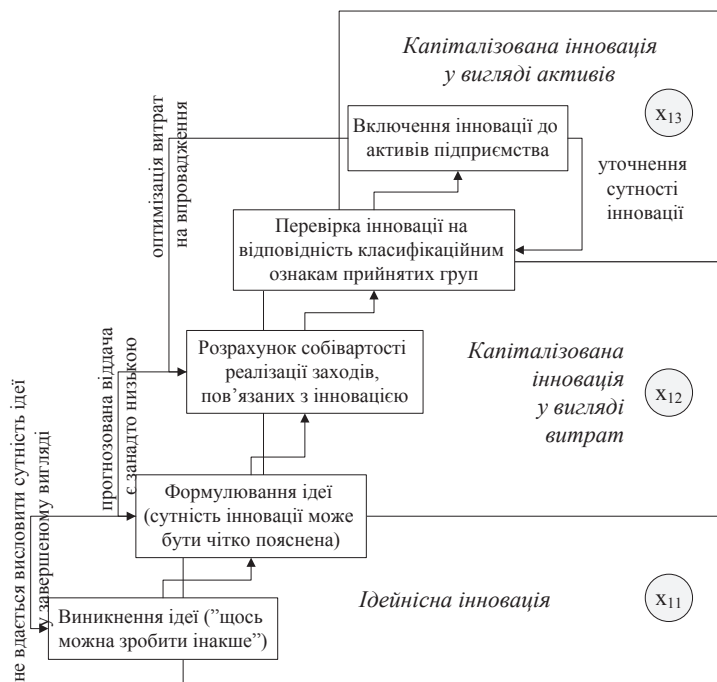 Капіталізована інновація
у вигляді активів
x13
Включення інновації до
активів підприємства
уточнення
сутності
інновації
оптимізація витрат
на впровадження
Перевірка інновації на
відповідність класифікаційним
ознакам прийнятих груп
Розрахунок собівартості
реалізації заходів,
пов’язаних з інновацією
Капіталізована
інновація
у вигляді
витрат
x12
прогнозована віддача
є занадто низькою
Формулювання ідеї
(сутність інновації може
бути чітко пояснена)
не вдається висловити сутність ідеї
у завершеному вигляді
Ідейнісна інновація
x11
Виникнення ідеї (”щось
можна зробити інакше”)